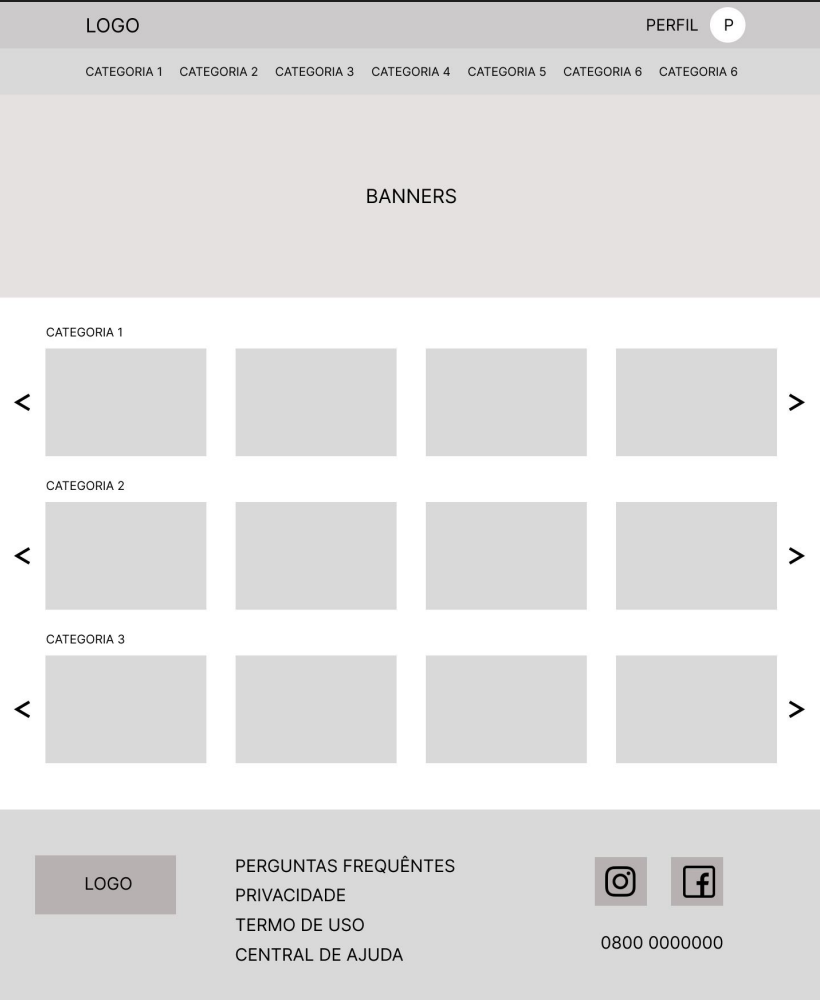 LOGO
PERFIL P
CATEGORIA 1 CATEGORIA 2 CATEGORIA 3 CATEGORIA 4 CATEGORIA 5 CATEGORIA 6 CATEGORIA 6
BANNERS
CATEGORIA 1
CATEGORIA 2
CATEGORIA 3
LOGO
PERGUNTAS FREQUÊNTES
PRIVACIDADE
TERMO DE USO
CENTRAL DE AJUDA
0800 0000000